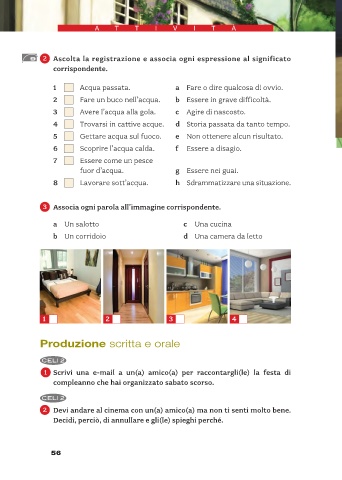 ATTIVITÀ
2 Ascolta la registrazione e associa ogni espressione al significato
corrispondente.
1 Acqua passata. a Fare o dire qualcosa di ovvio.
2 Fare un buco nell'acqua. b Essere in grave difficoltà.
3 Avere l'acqua alla gola. c Agire di nascosto.
4 Trovarsi in cattive acque. d Storia passata da tanto tempo.
5 Gettare acqua sul fuoco. e Non ottenere alcun risultato.
6 Scoprire l'acqua calda. f Essere a disagio.
7 Essere come un pesce
fuor d'acqua. g Essere nei guai.
8 Lavorare sott'acqua. h Sdrammatizzare una situazione.
3 Associa ogni parola all'immagine corrispondente.
a Un salotto c Una cucina
b Un corridoio d Una camera da letto
1 2 3 4
Produzione scritta e orale
CELI 2
1 Scrivi una e-mail a un(a) amico(a) per raccontargli(le) la festa di
compleanno che hai organizzato sabato scorso.
CELI 2
2 Devi andare al cinema con un(a) amico(a) ma non ti senti molto bene.
Decidi, perciò, di annullare e gli(le) spieghi perché.
56